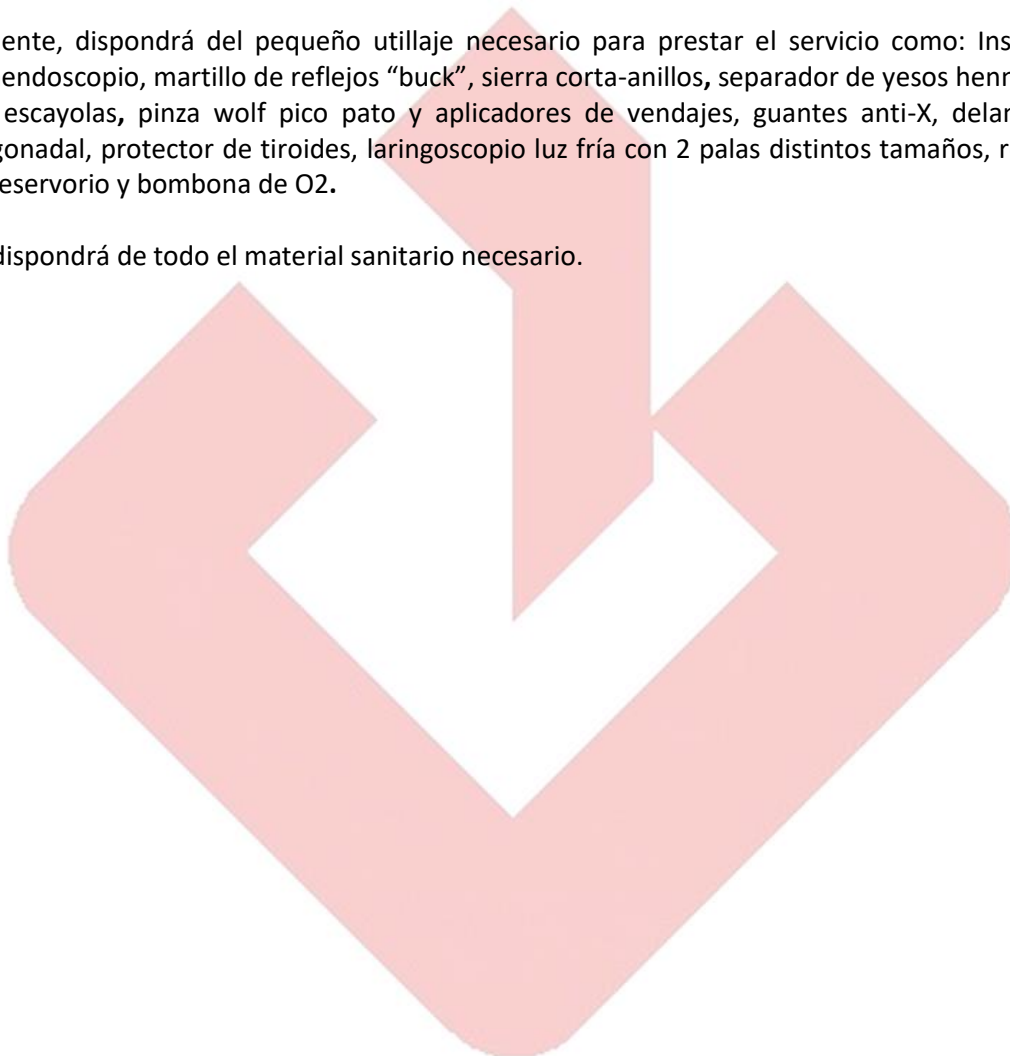 ente, dispondrá del pequeño utillaje necesario para prestar el servicio como: Ins
endoscopio, martillo de reflejos “buck”, sierra corta-anillos, separador de yesos henr
escayolas, pinza wolf pico pato y aplicadores de vendajes, guantes anti-X, delar
gonadal, protector de tiroides, laringoscopio luz fría con 2 palas distintos tamaños, r
eservorio y bombona de O2.
dispondrá de todo el material sanitario necesario.